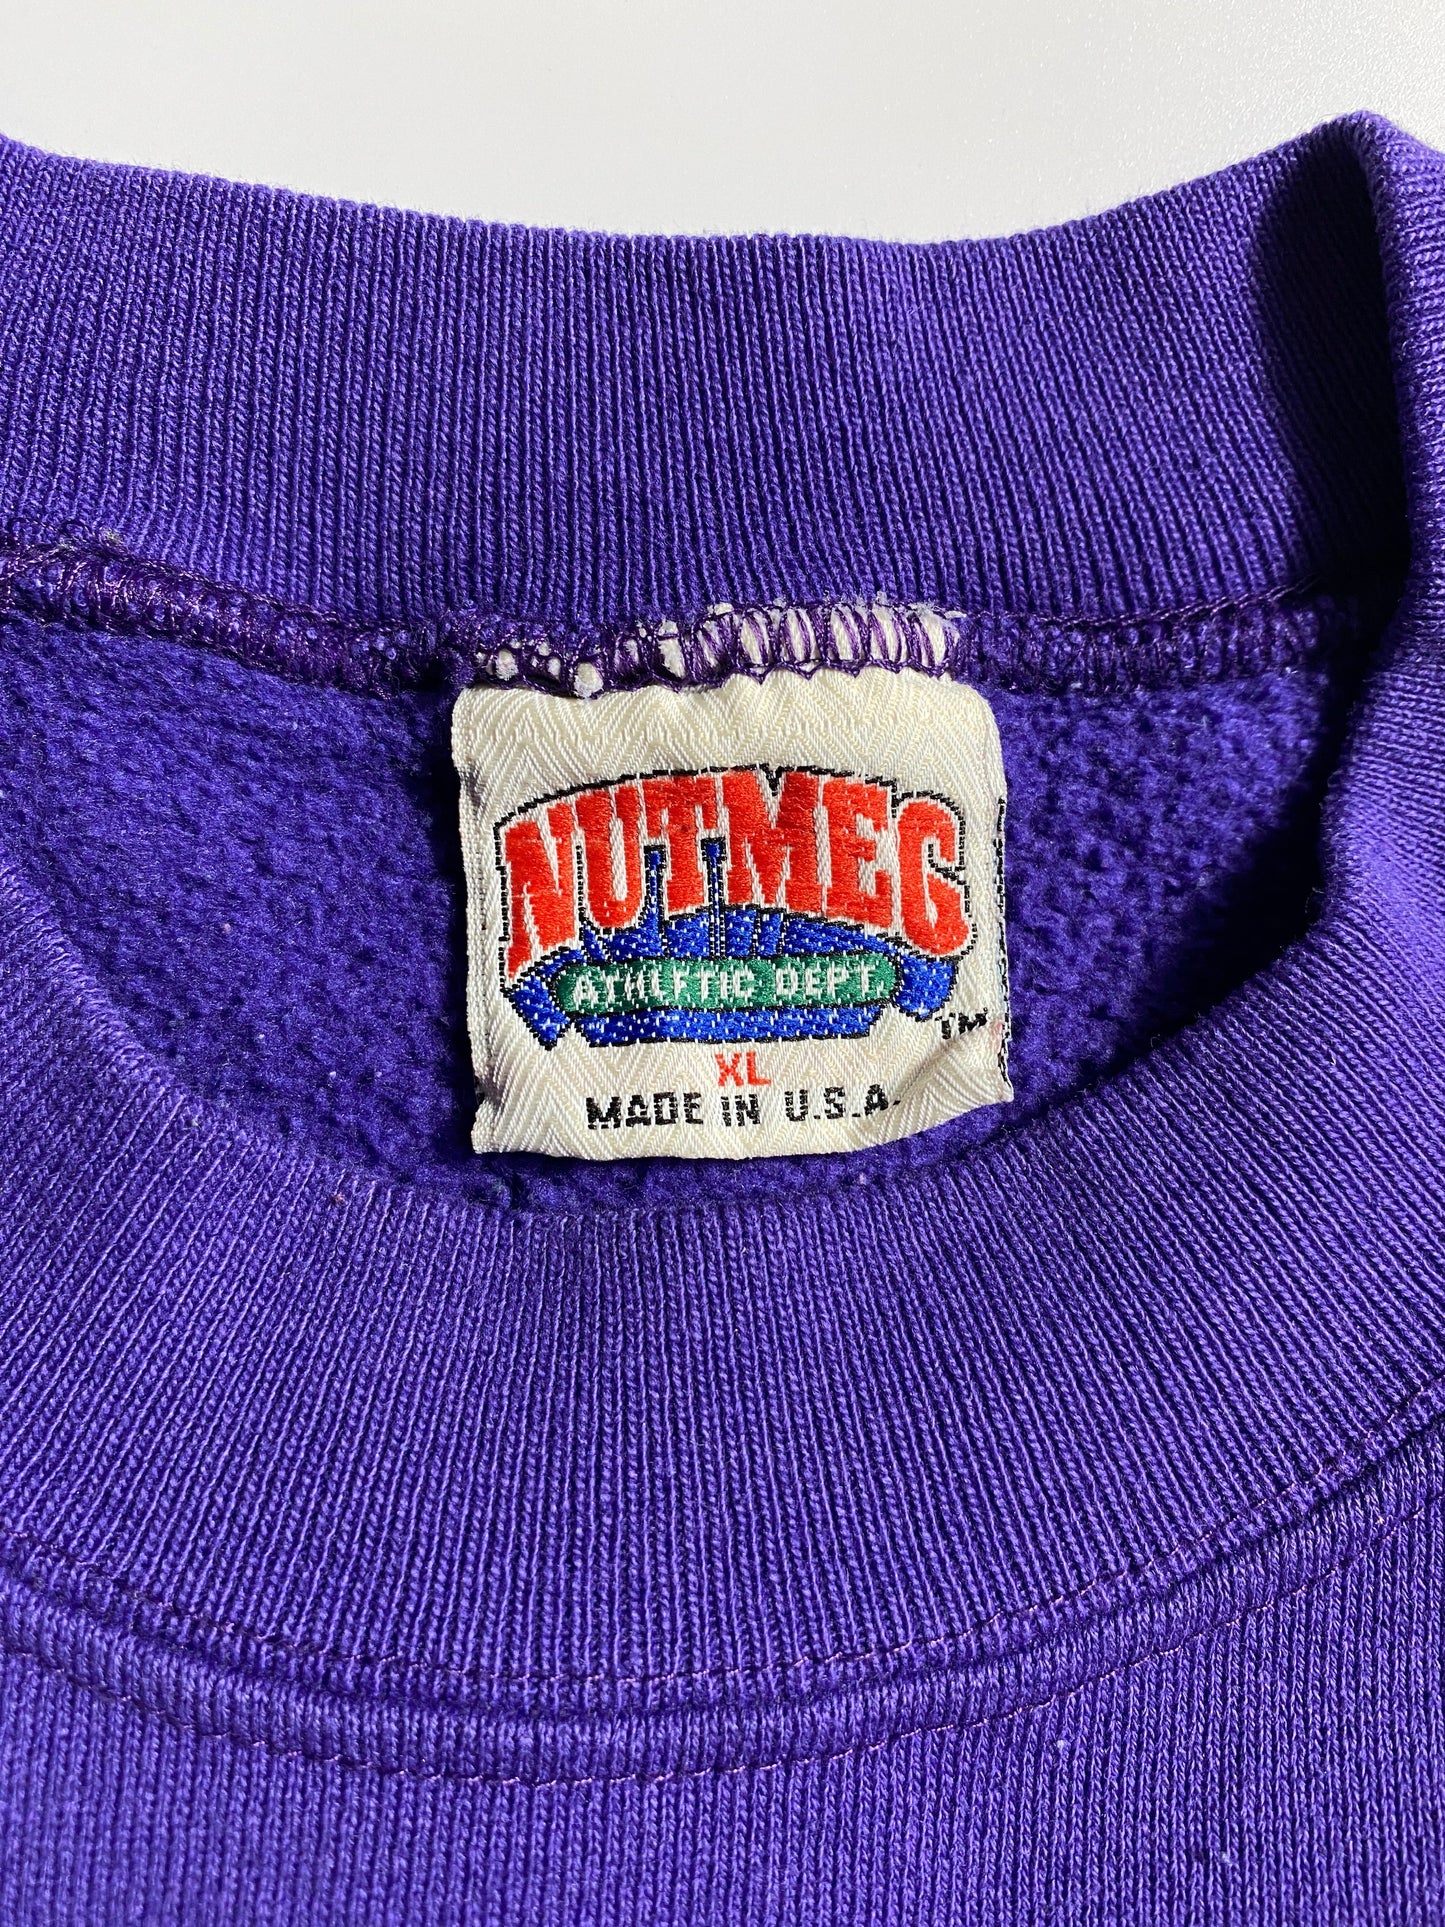 NUTMEG
ATHLETIC DEPT.
TM
XL
MADE IN U.S.A.